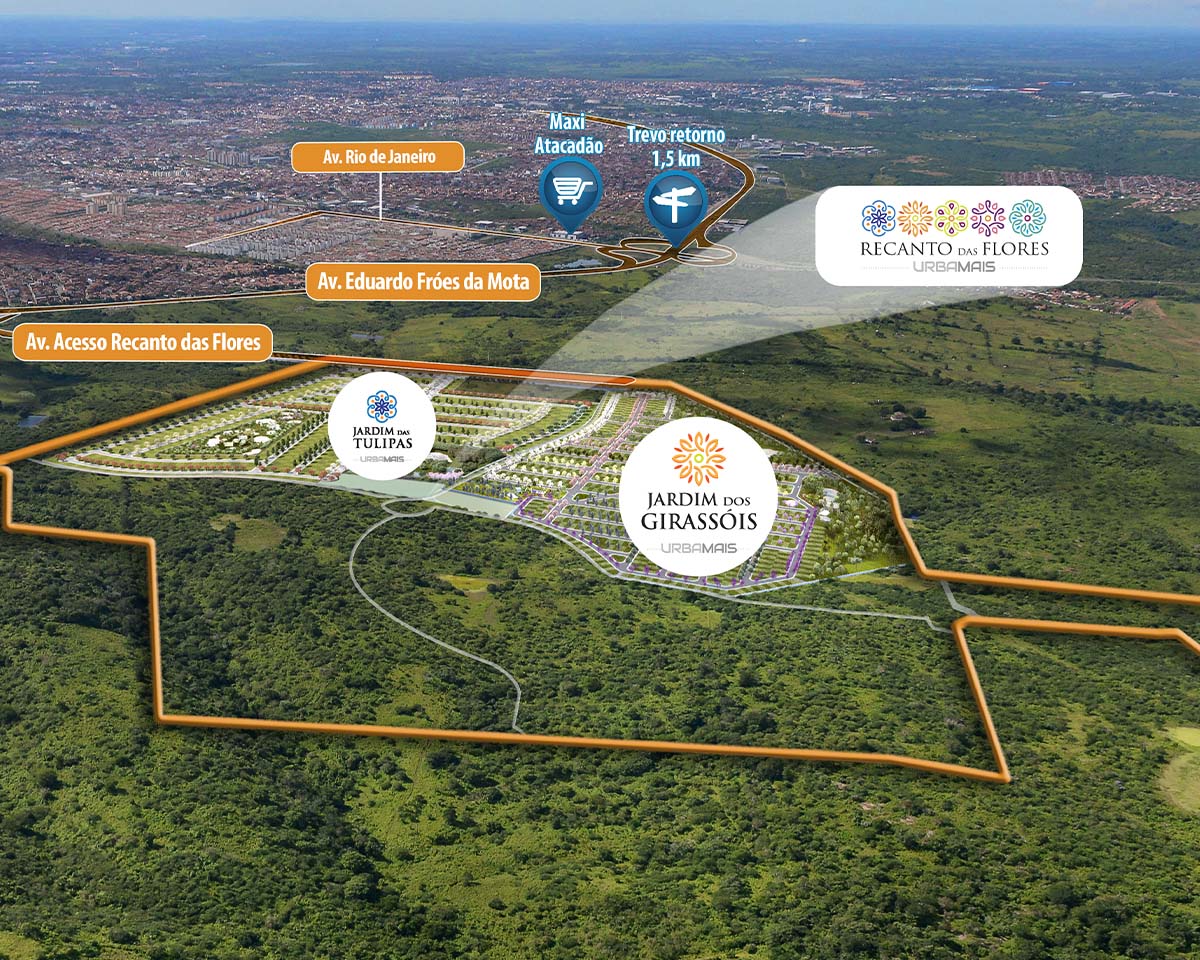 Maxi
Atacadão
Trevo retorno
1,5 km
Av. Rio de Janeiro
RECANTO DAS FLORES
URBAMAIS
Av. Eduardo Fróes da Mota
Av. Acesso Recanto das Flores
JARDIM DAS
TULIPAS
URBAMAIS
JARDIM DOS
GIRASSÓIS
URBAMAIS